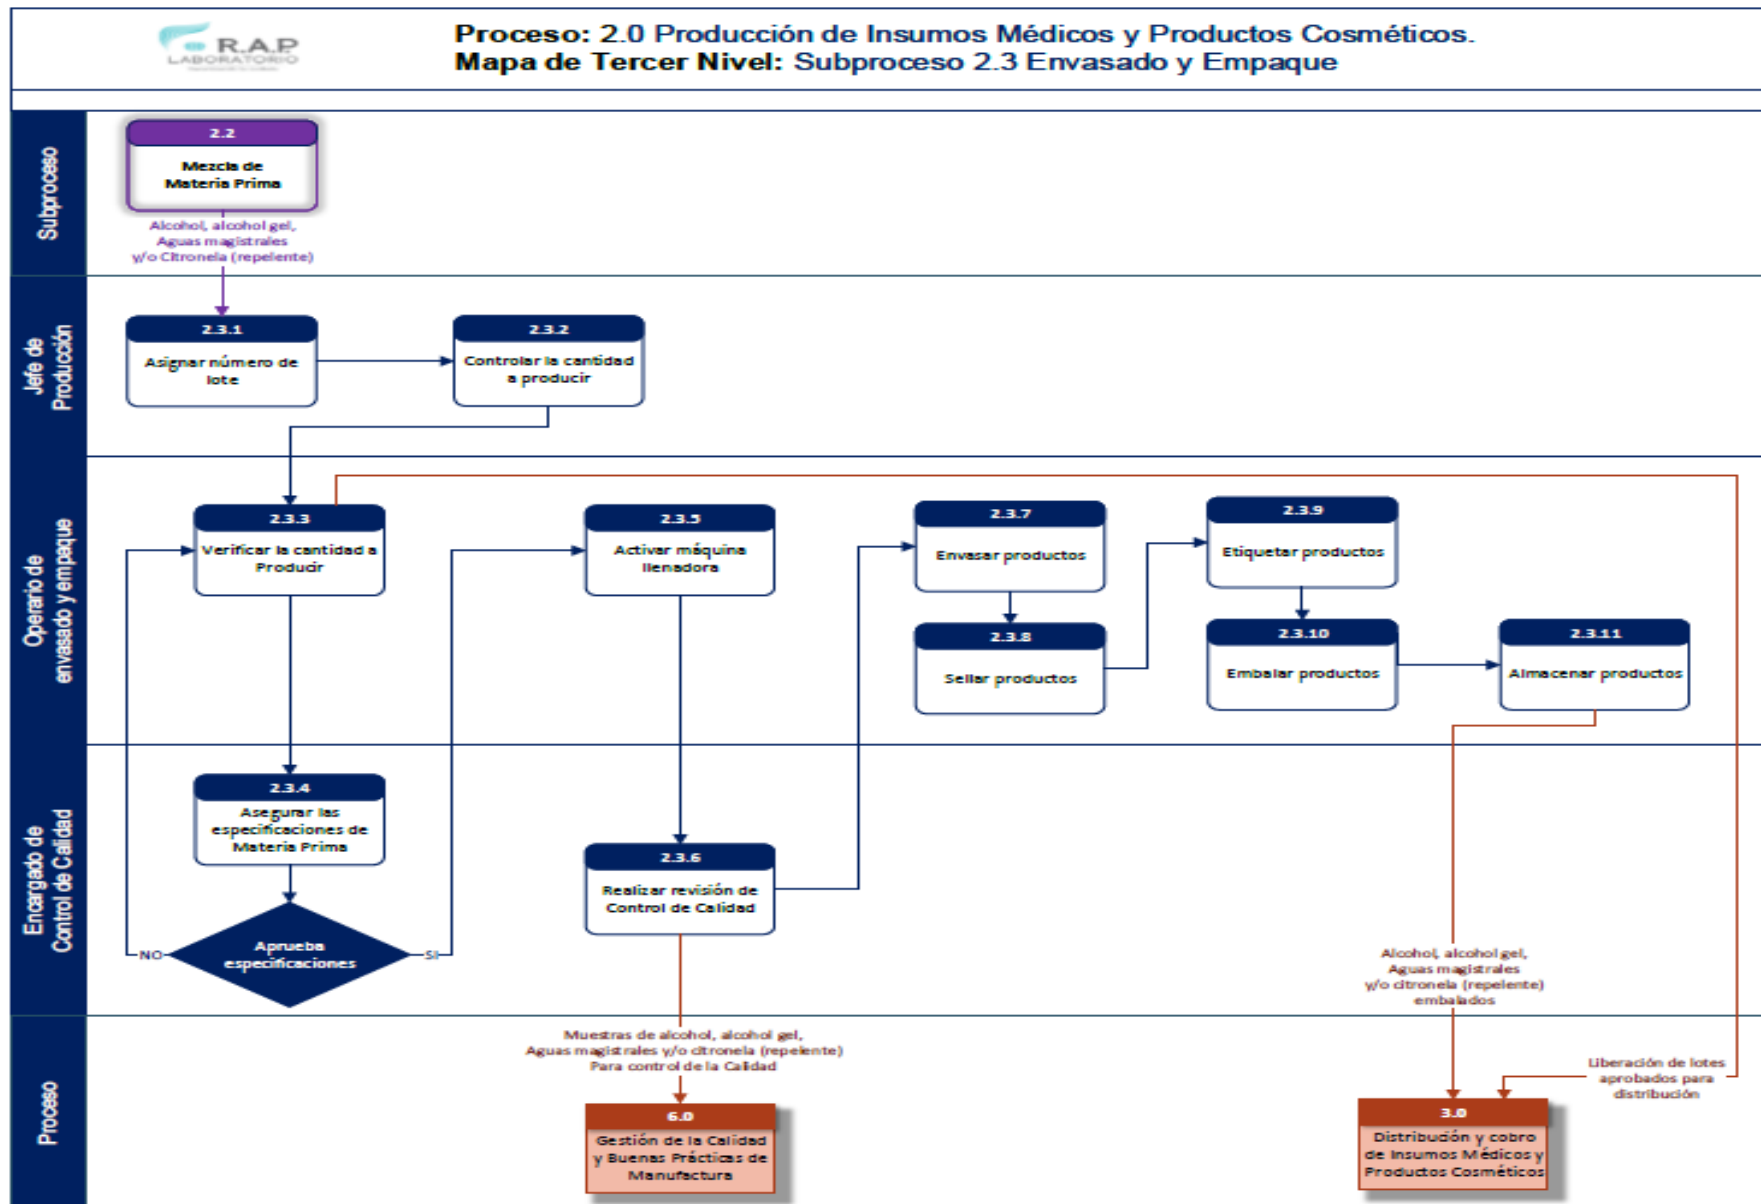 R.A.P
LABORATORIO
Proceso: 2.0 Producción de Insumos Médicos y Productos Cosméticos.
Mapa de Tercer Nivel: Subproceso 2.3 Envasado y Empaque
Subproceso
2.2
Mezcla de
Materia Prima
Alcohol, alcohol gel,
Aguas magistrales
y/o Citronela (repelente)
Jefe de
Producción
2.3.1
Asignar número de
lote
2.3.2
Controlar la cantidad
a producir
Operario de
envasado y empaque
2.3.3
Verificar la cantidad a
Producir
2.3.5
Activar máquina
llenadora
2.3.7
Envasar productos
2.3.9
Etiquetar productos
2.3.8
Sellar productos
2.3.10
Embalar productos
2.3.11
Almacenar productos
Encargado de
Control de Calidad
2.3.4
Asegurar las
especificaciones de
Materia Prima
2.3.6
Realizar revisión de
Control de Calidad
NO
Aprueba
especificaciones
SI
Alcohol, alcohol gel,
Aguas magistrales
y/o citronela (repelente)
embalados
Proceso
Muestras de alcohol, alcohol gel,
Aguas magistrales y/o citronela (repelente)
Para control de la Calidad
Liberación de lotes
aprobados para
distribución
6.0
Gestión de la Calidad
y Buenas Prácticas de
Manufactura
3.0
Distribución y cobro
de Insumos Médicos y
Productos Cosméticos